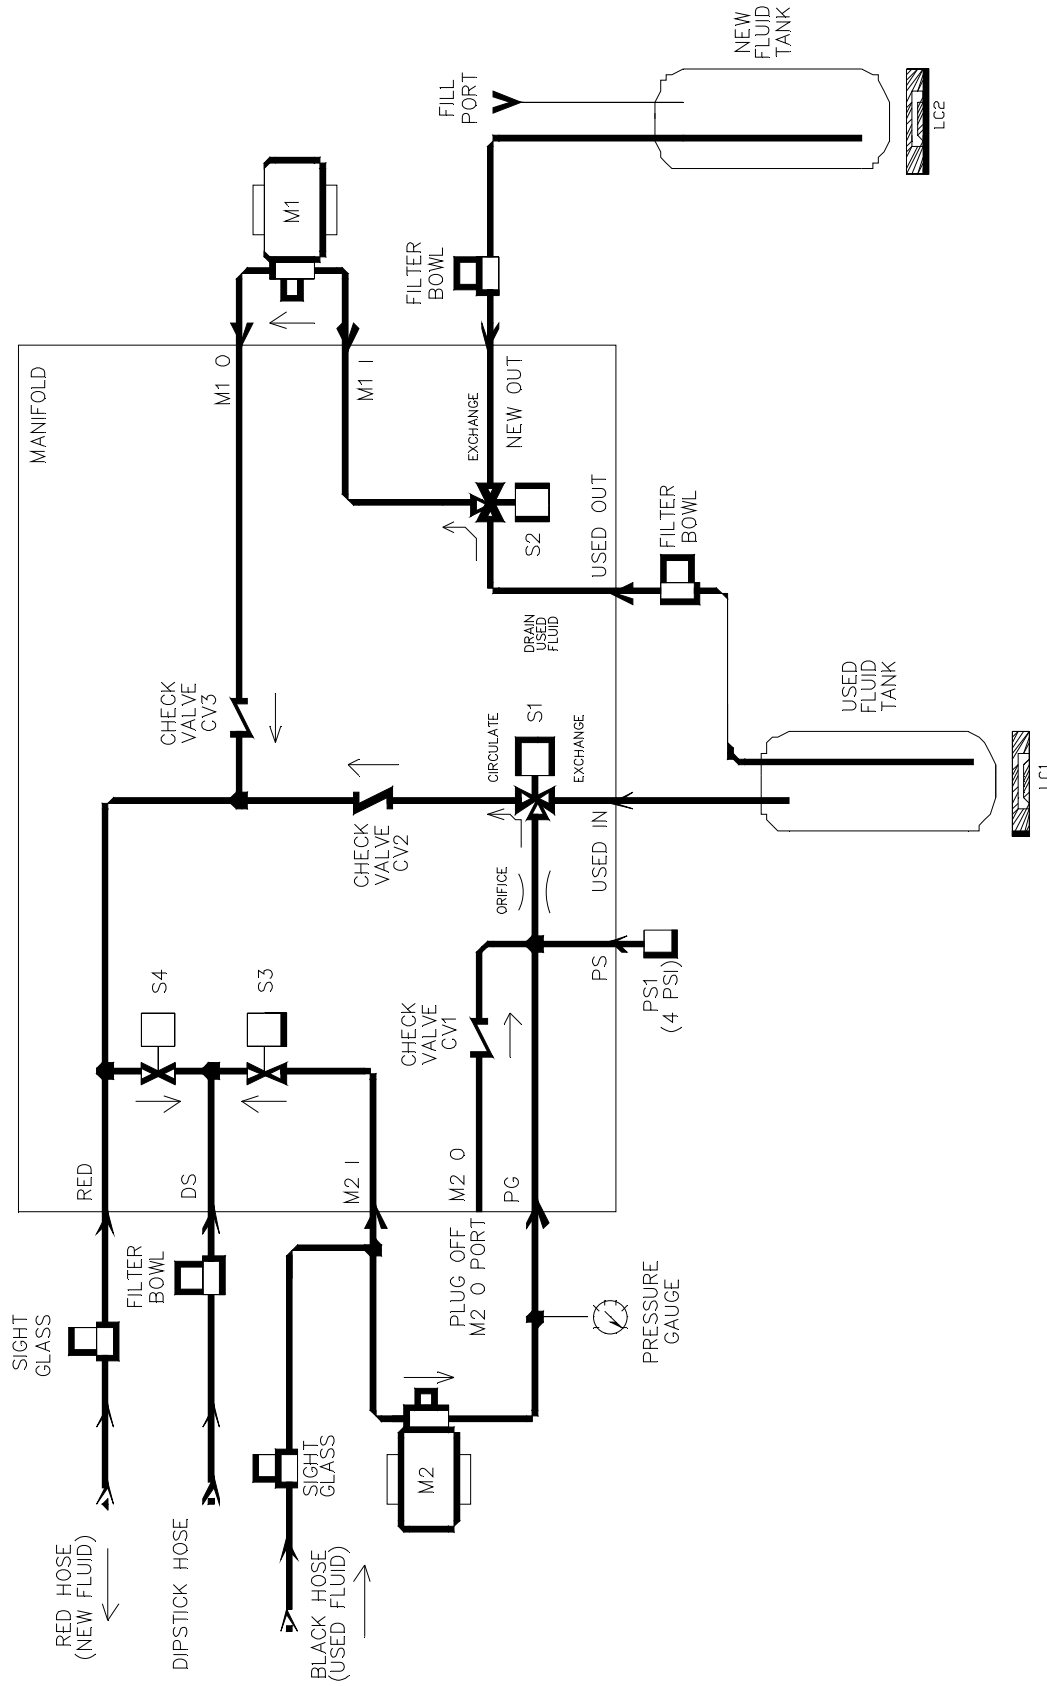 RED HOSE
(NEW FLUID)
DIPSTICK HOSE
BLACK HOSE
(USED FLUID)
SIGHT
GLASS
FILTER
BOWL
SIGHT
GLASS
M2
PLUG OFF
M2 O PORT
PRESSURE
GAUGE
RED
DS
M2 I
M2 O
PG
S4
S3
CHECK
VALVE
CV1
PS
PS1
(4 PSI)
ORIFICE
USED IN
CHECK
VALVE
CV2
CHECK
VALVE
CV3
CIRCULATE
S1
EXCHANGE
DRAIN
USED
FLUID
USED
FLUID
TANK
LC1
S2
USED OUT
FILTER
BOWL
EXCHANGE
NEW OUT
MANIFOLD
M1 O
M1 I
M1
FILTER
BOWL
FILL
PORT
NEW
FLUID
TANK
LC2